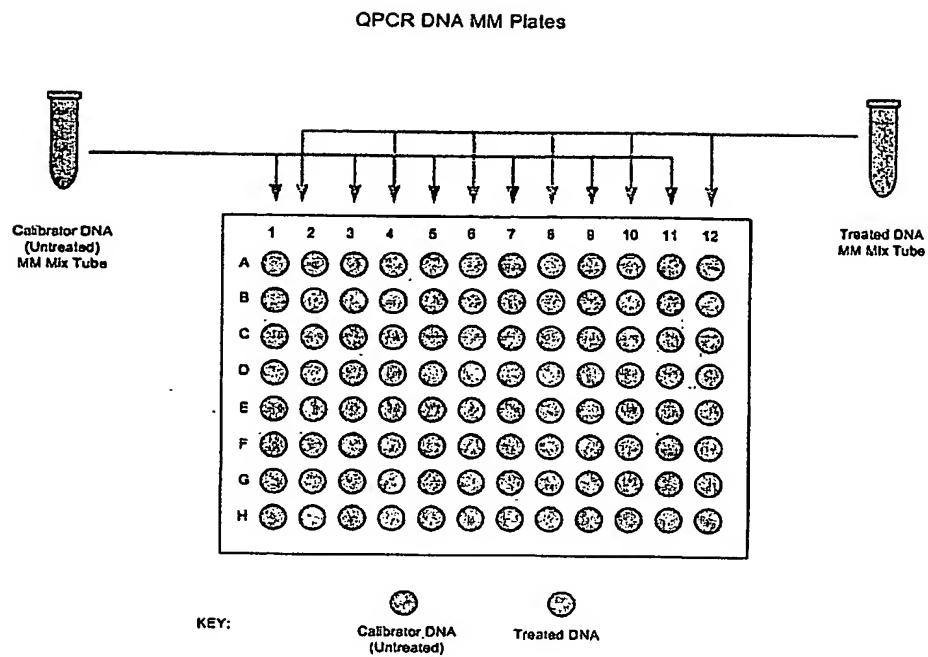 QPCR DNA MM Plates
Calibrator DNA
(Untreated)
MM Mix Tube
Treated DNA
MM Mix Tube
1 2 3 4 5 6 7 8 9 10 11 12
A
B
C
D
E
F
G
H
KEY:
Calibrator DNA
(Untreated)
Treated DNA